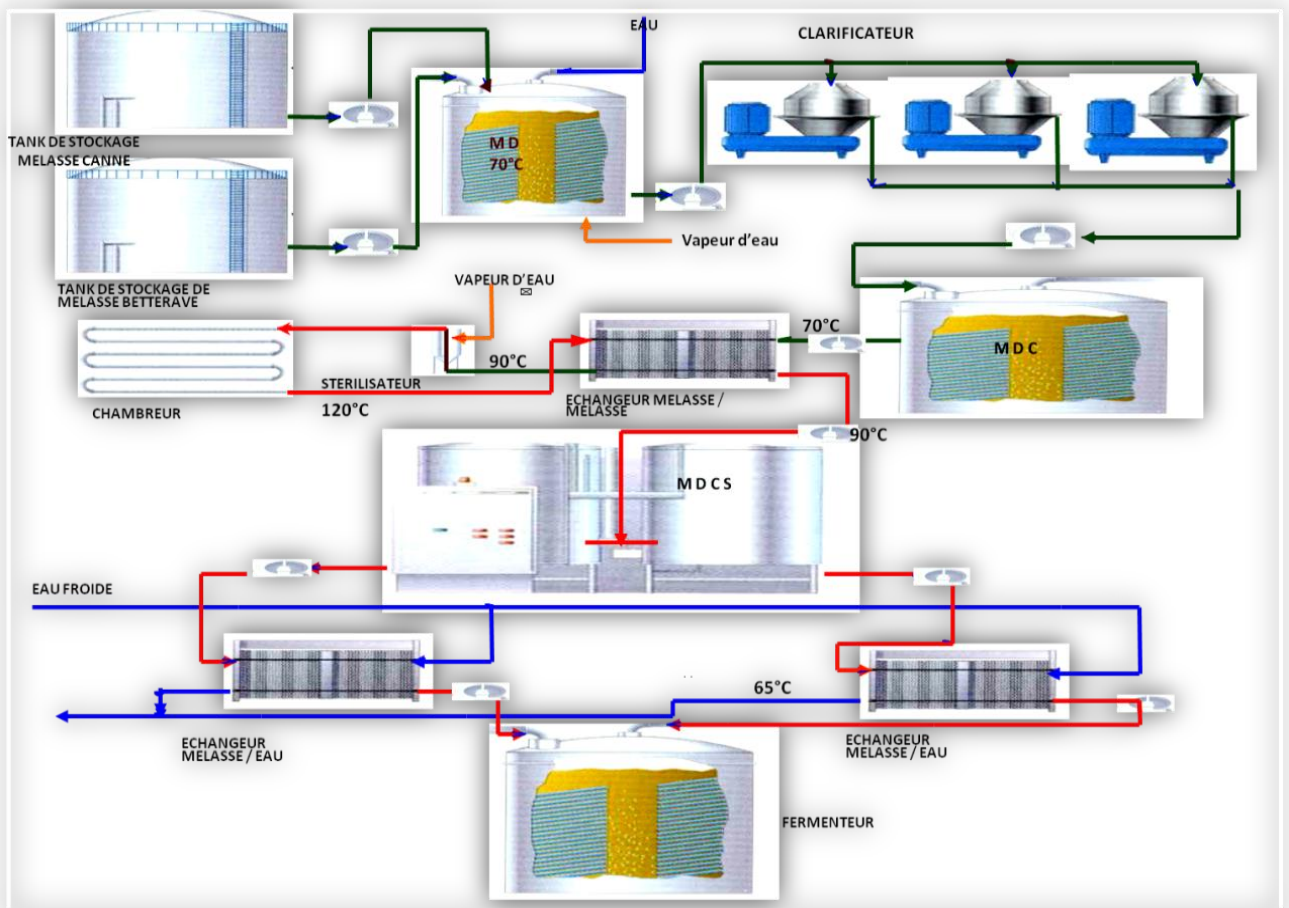 EAU
CLARIFICATEUR
TANK DE STOCKAGE
MELASSE CANNE
M D
70°C
Vapeur d'eau
TANK DE STOCKAGE DE
MELASSE BETTERAVE
VAPEUR D'EAU
70°C
M D C
90°C
STERILISATEUR
120°C
CHAMBREUR
ECHANGEUR MELASSE /
MELASSE
90°C
M D C S
EAU FROIDE
65°C
ECHANGEUR
MELASSE / EAU
ECHANGEUR
MELASSE / EAU
FERMENTEUR